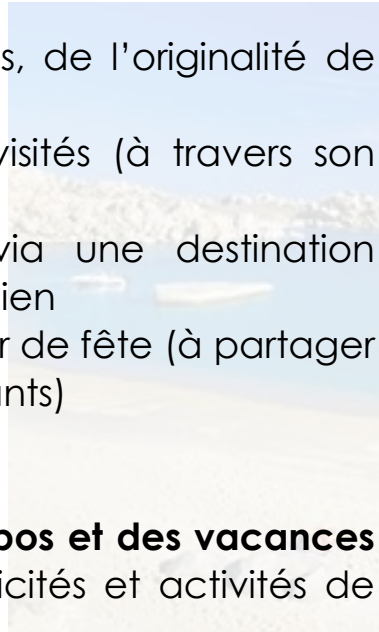 s, de l’originalité de
visités (à travers son
via une destination
ien
r de fête (à partager
nts)
pos et des vacances
icités et activités de